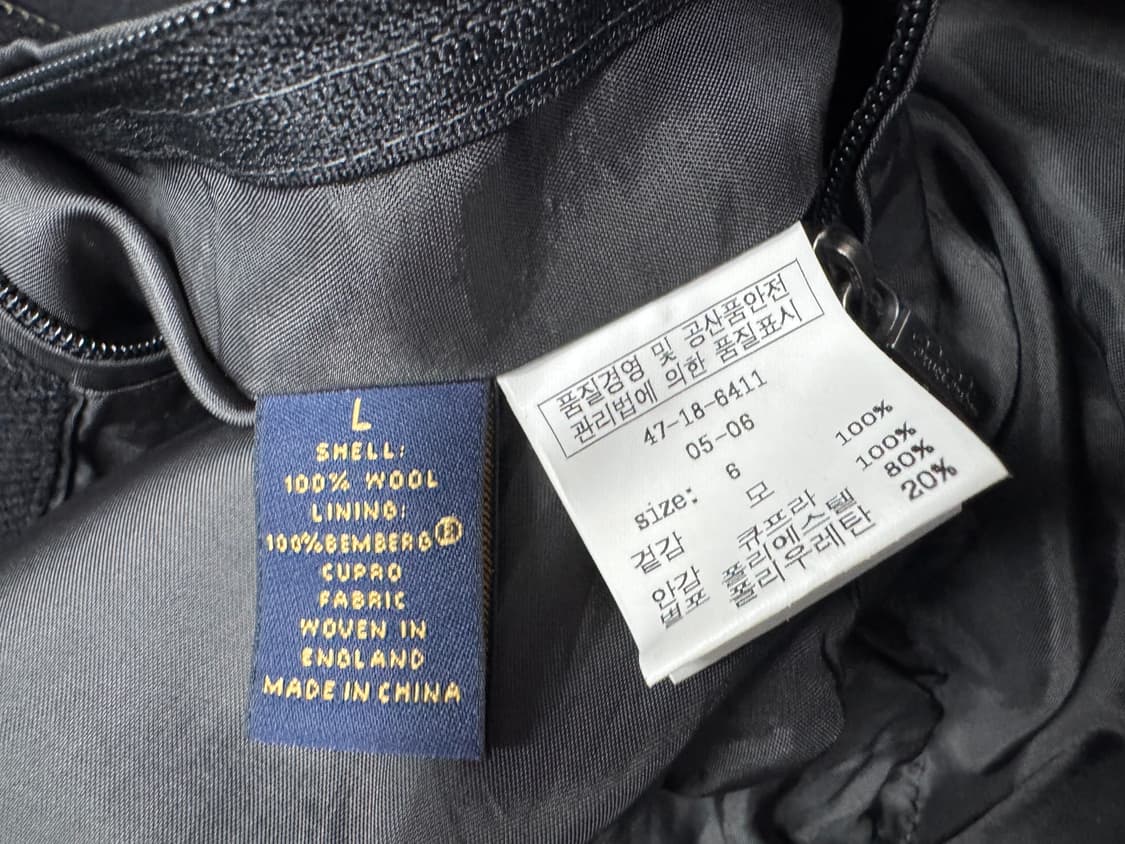 L
SHELL:
100% WOOL
LINING:
100%BEMBERG®
CUPRO
FABRIC
WOVEN IN
ENGLAND
MADE IN CHINA
품질경영 및 공산품안전
관리법에 의한 품질표시
47-18-6411
05-06
size: 6
겉감 모 100%
안감 큐프라 100%
별포 폴리에스텔 80%
폴리우레탄 20%